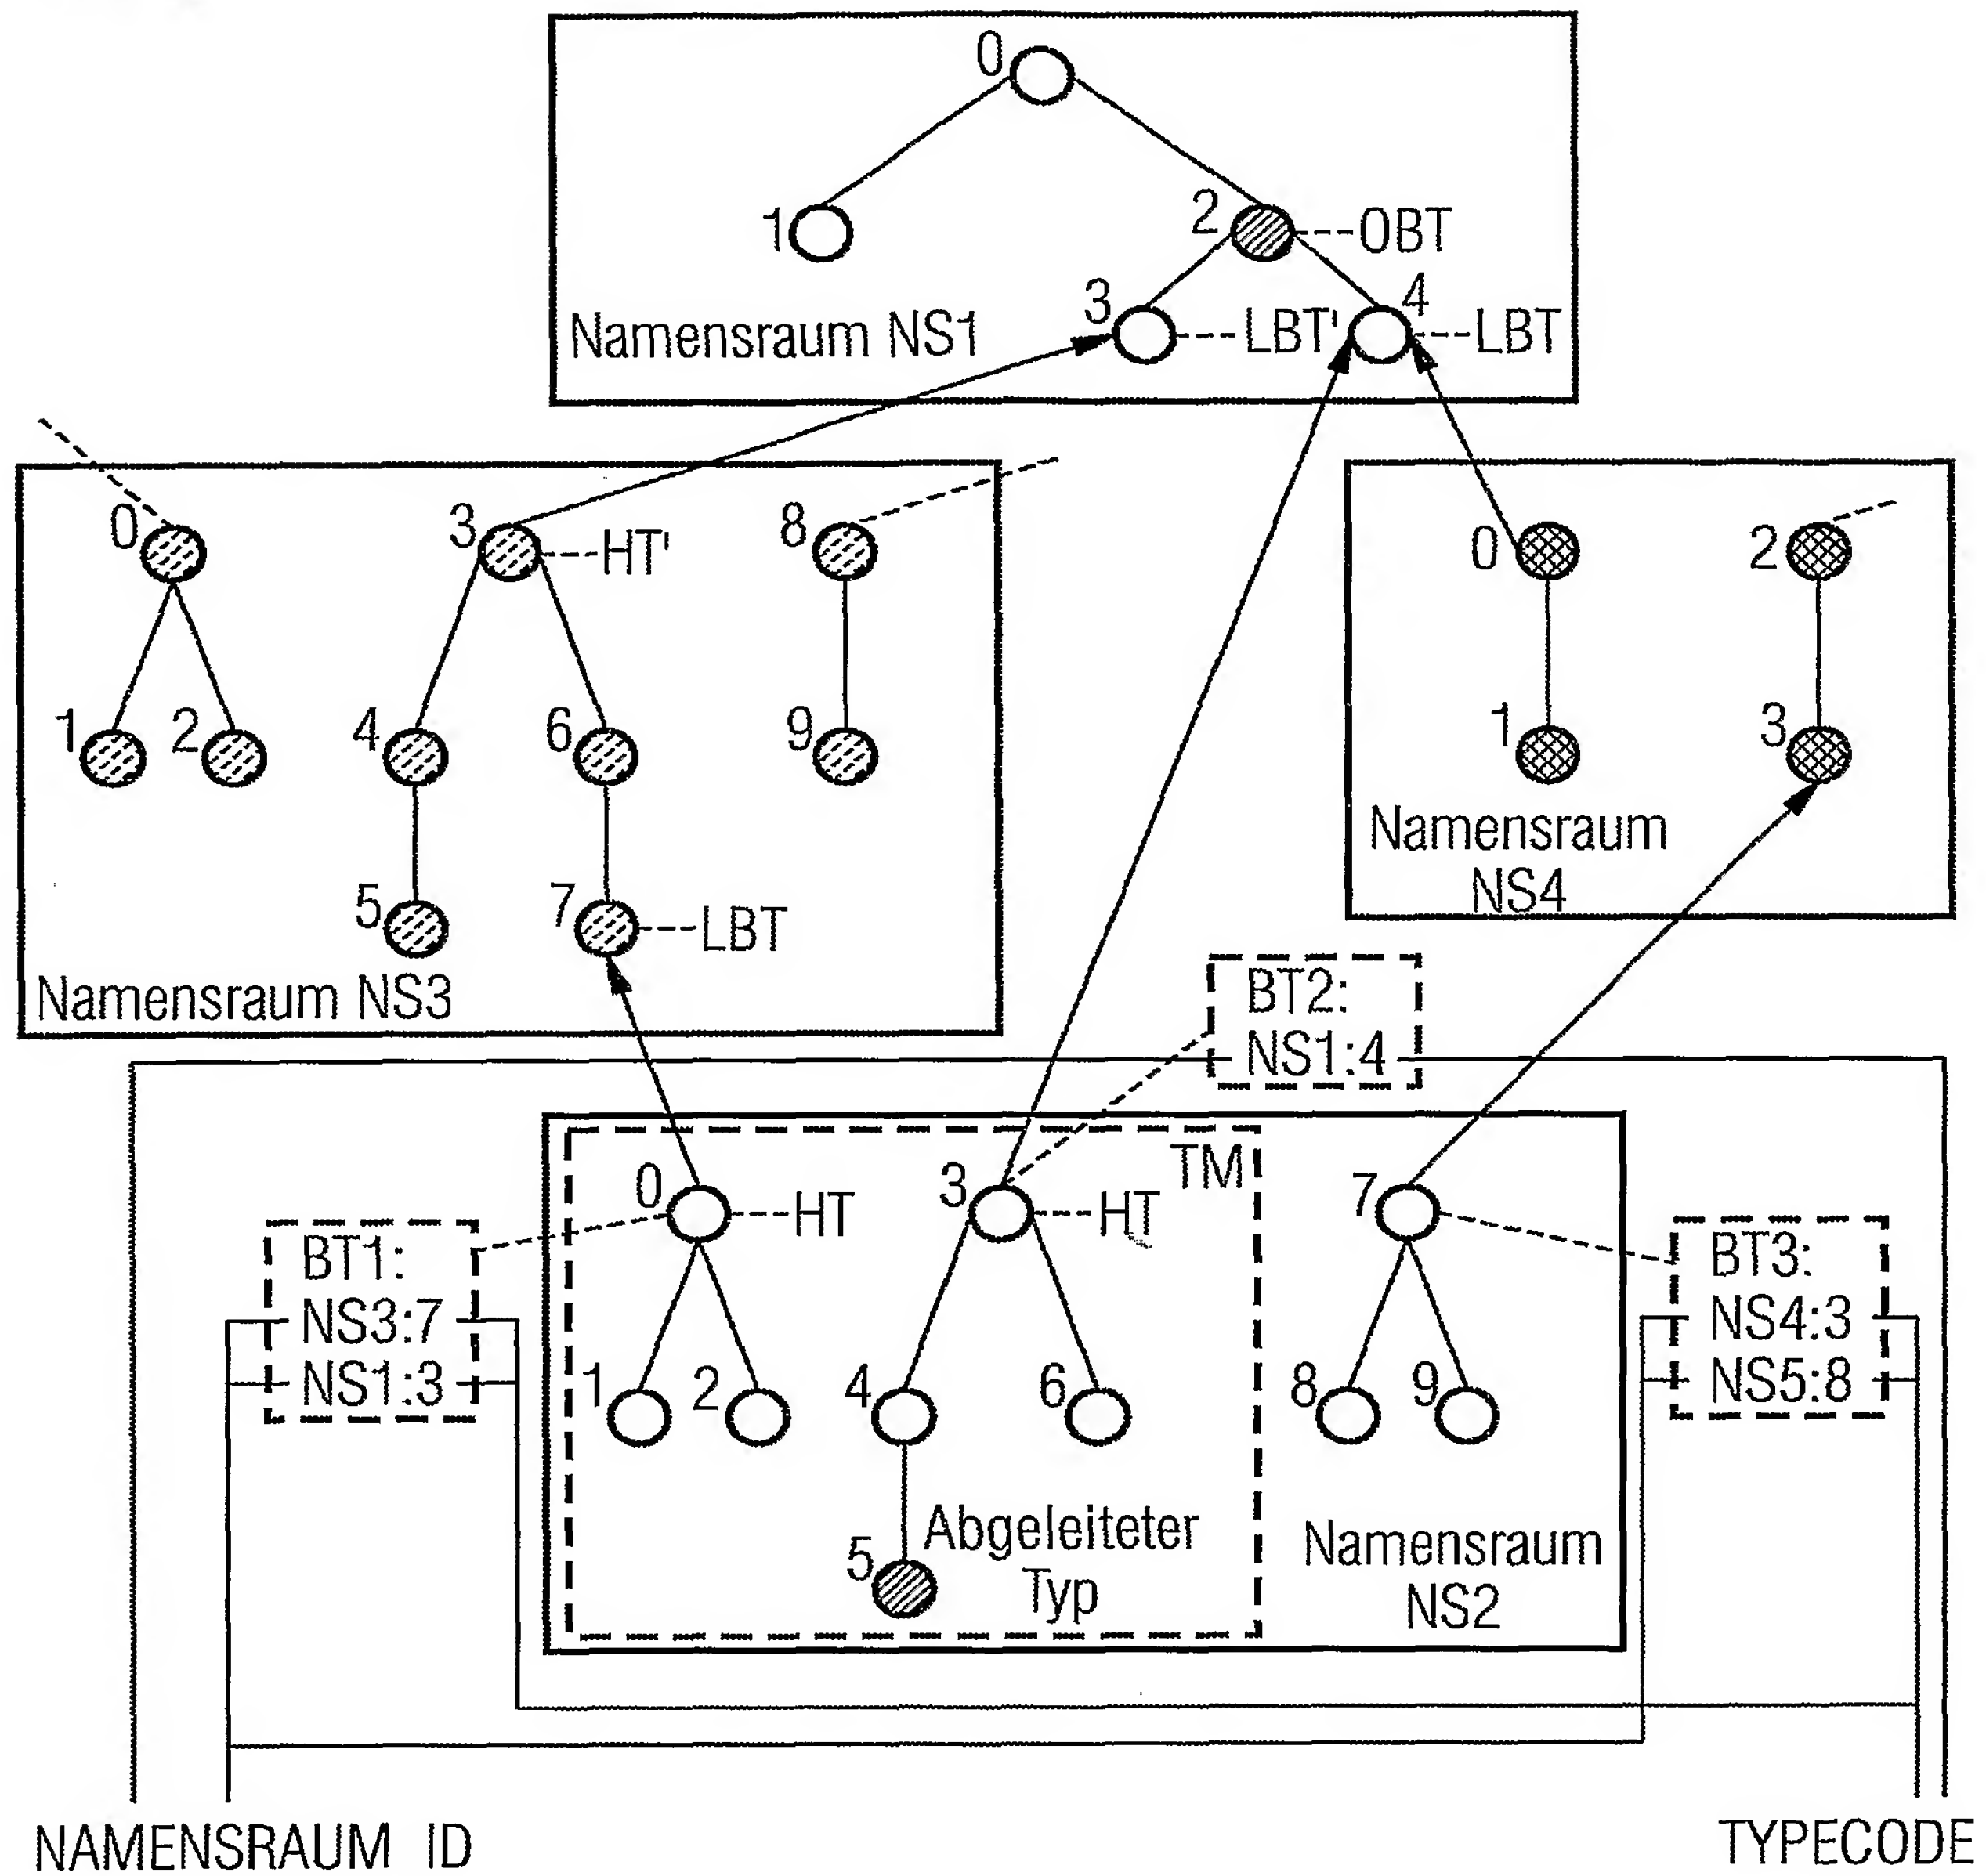 0
1
2
OBT
3
4
Namensraum NS1
LBT'
LBT
0
3
HT'
8
0
2
1
2
4
6
9
1
3
Namensraum
NS4
5
7
LBT
Namensraum NS3
BT2:
NS1:4
TM
0
HT
3
HT
7
BT1:
NS3:7
NS1:3
BT3:
NS4:3
NS5:8
1
2
4
6
8
9
Abgeleiteter
Typ
5
Namensraum
NS2
NAMENSRAUM ID
TYPECODE